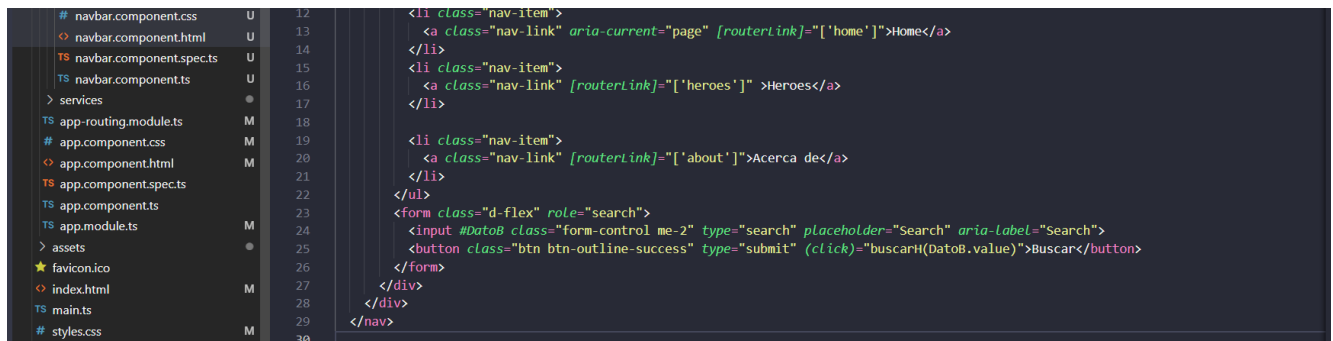 # navbar.component.css U
<> navbar.component.html U
TS navbar.component.spec.ts U
TS navbar.component.ts U
> services
TS app-routing.module.ts M
# app.component.css M
<> app.component.html M
TS app.component.spec.ts
TS app.component.ts
TS app.module.ts M
> assets
favicon.ico
<> index.html M
TS main.ts
# styles.css M
12 <li class="nav-item">
13 <a class="nav-link" aria-current="page" [routerLink]="['home']">Home</a>
14 </li>
15 <li class="nav-item">
16 <a class="nav-link" [routerLink]="['heroes']" >Heroes</a>
17 </li>
18
19 <li class="nav-item">
20 <a class="nav-link" [routerLink]="['about']">Acerca de</a>
21 </li>
22 </ul>
23 <form class="d-flex" role="search">
24 <input #DatoB class="form-control me-2" type="search" placeholder="Search" aria-label="Search">
25 <button class="btn btn-outline-success" type="submit" (click)="buscarH(DatoB.value)">Buscar</button>
26 </form>
27 </div>
28 </div>
29 </nav>
30